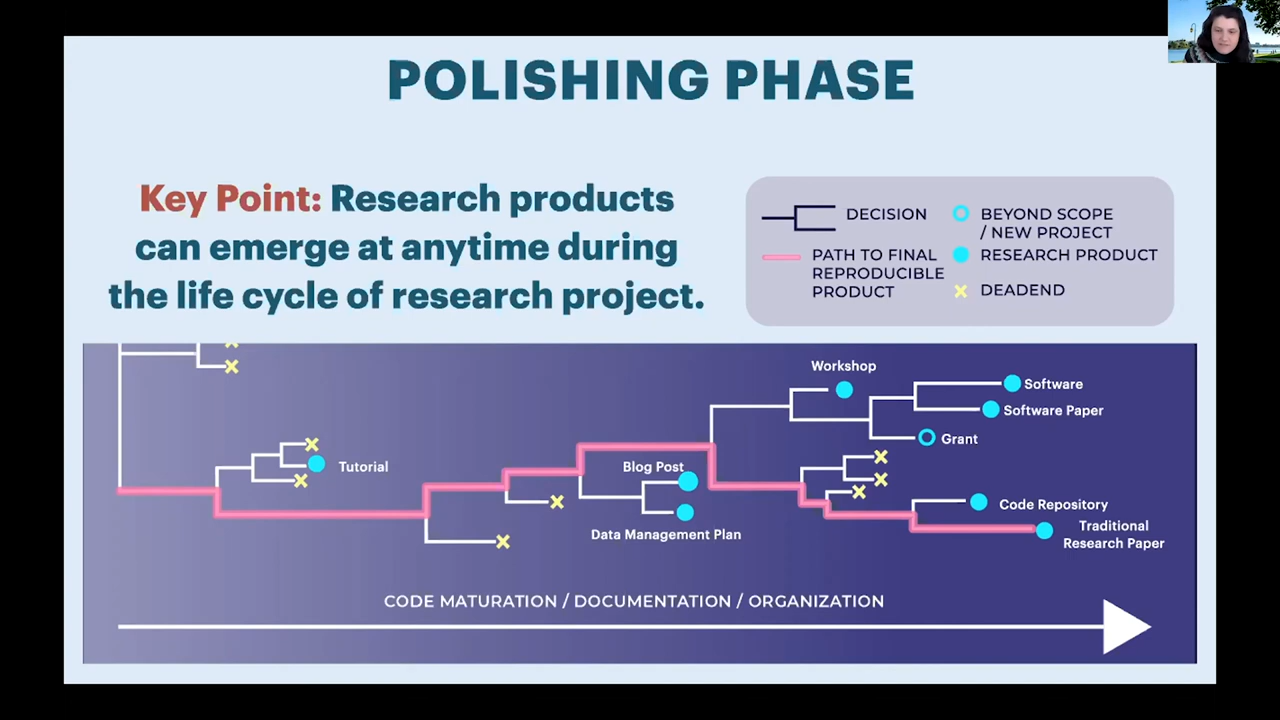 POLISHING PHASE
Key Point: Research products
can emerge at anytime during
the life cycle of research project.
DECISION
PATH TO FINAL
REPRODUCIBLE
PRODUCT
BEYOND SCOPE
/ NEW PROJECT
RESEARCH PRODUCT
DEADEND
Workshop
Software
Software Paper
Grant
Tutorial
Blog Post
Data Management Plan
Code Repository
Traditional
Research Paper
CODE MATURATION / DOCUMENTATION / ORGANIZATION